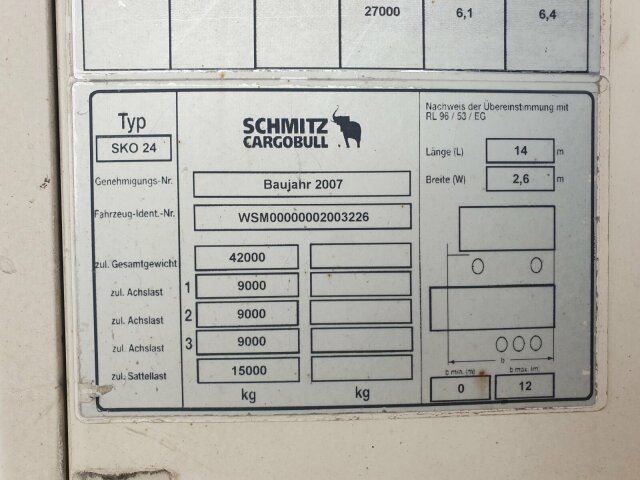 27000 6,1 6,4
Typ
SKO 24
SCHMITZ
CARGOBULL
Nachweis der Übereinstimmung mit
RL 96 / 53 / EG
Länge (L) 14 m
Breite (W) 2,6 m
Genehmigungs-Nr. Baujahr 2007
Fahrzeug-Ident.-Nr. WSM00000002003226
zul. Gesamtgewicht 42000
zul. Achslast 1 9000
zul. Achslast 2 9000
zul. Achslast 3 9000
zul. Sattellast 15000
kg kg
b
b min. (m) b max. (m)
0 12